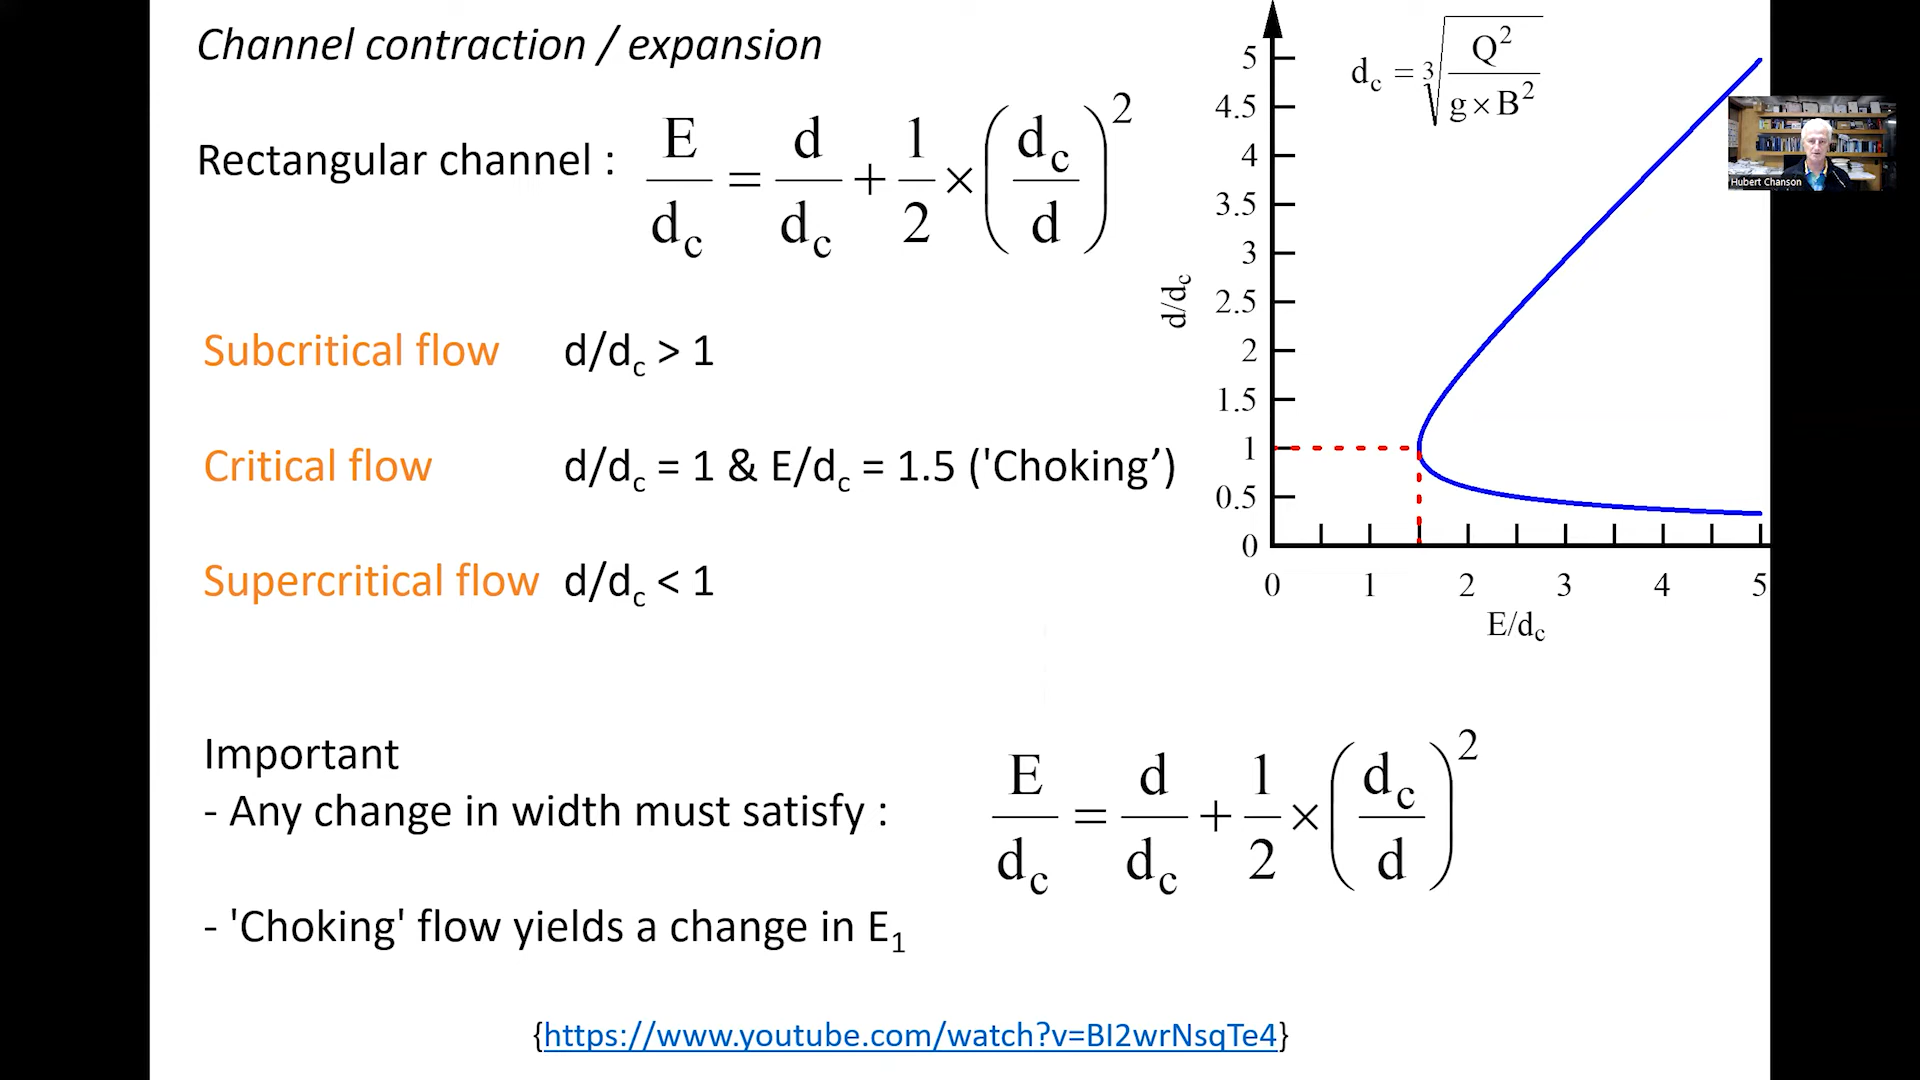 Channel contraction / expansion
Rectangular channel : E/d_c = d/d_c + 1/2 × (d_c/d)^2
Subcritical flow d/d_c > 1
Critical flow d/d_c = 1 & E/d_c = 1.5 ('Choking’)
Supercritical flow d/d_c < 1
Important
- Any change in width must satisfy : E/d_c = d/d_c + 1/2 × (d_c/d)^2
- 'Choking' flow yields a change in E_1
{https://www.youtube.com/watch?v=BI2wrNsqTe4}
d_c = ∛(Q^2/(g×B^2))
d/d_c
5
4.5
4
3.5
3
2.5
2
1.5
1
0.5
0
0 1 2 3 4 5
E/d_c
Hubert Chanson